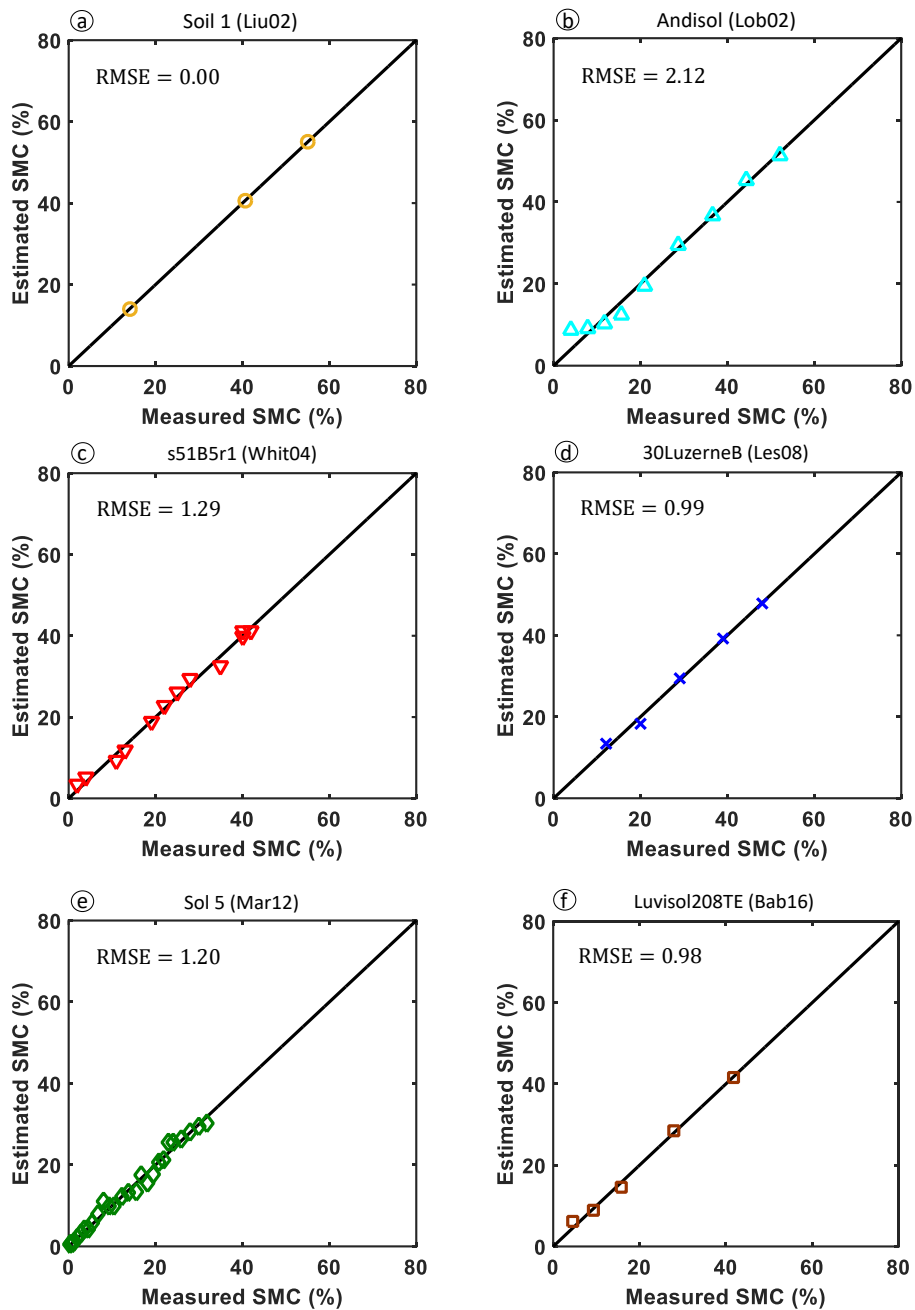 ⓐ Soil 1 (Liu02)
RMSE = 0.00
Estimated SMC (%)
80
60
40
20
0
0 20 40 60 80
Measured SMC (%)
ⓑ Andisol (Lob02)
RMSE = 2.12
Estimated SMC (%)
80
60
40
20
0
0 20 40 60 80
Measured SMC (%)
ⓒ s51B5r1 (Whit04)
RMSE = 1.29
Estimated SMC (%)
80
60
40
20
0
0 20 40 60 80
Measured SMC (%)
ⓓ 30LuzerneB (Les08)
RMSE = 0.99
Estimated SMC (%)
80
60
40
20
0
0 20 40 60 80
Measured SMC (%)
ⓔ Sol 5 (Mar12)
RMSE = 1.20
Estimated SMC (%)
80
60
40
20
0
0 20 40 60 80
Measured SMC (%)
ⓕ Luvisol208TE (Bab16)
RMSE = 0.98
Estimated SMC (%)
80
60
40
20
0
0 20 40 60 80
Measured SMC (%)